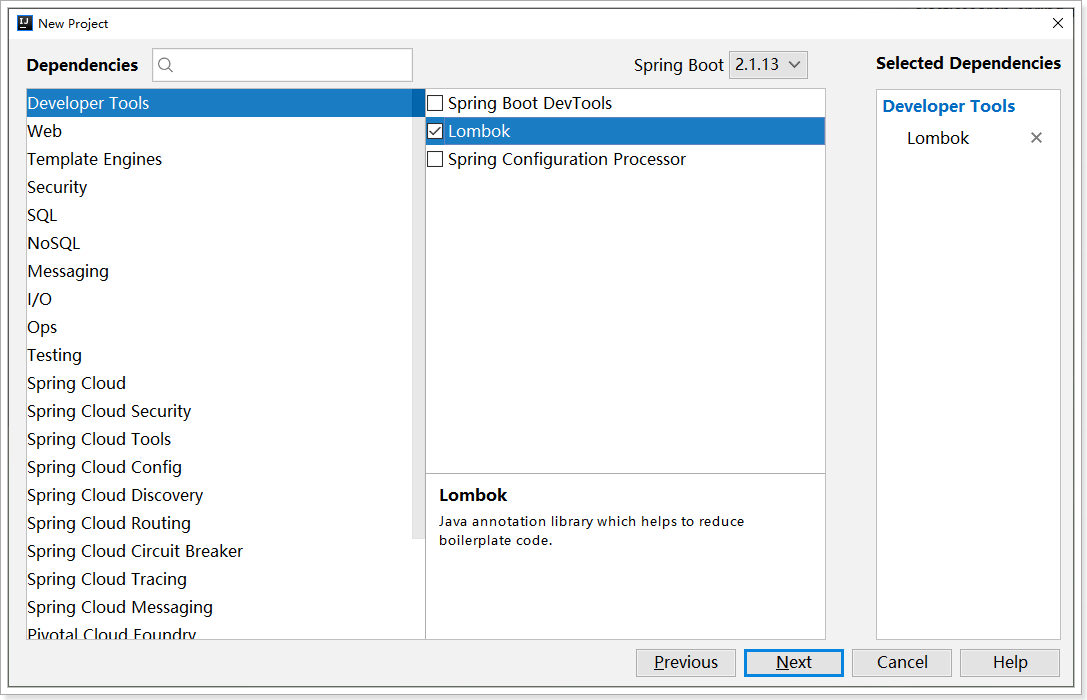 New Project
Dependencies
Spring Boot 2.1.13
Selected Dependencies
Developer Tools
Web
Template Engines
Security
SQL
NoSQL
Messaging
I/O
Ops
Testing
Spring Cloud
Spring Cloud Security
Spring Cloud Tools
Spring Cloud Config
Spring Cloud Discovery
Spring Cloud Routing
Spring Cloud Circuit Breaker
Spring Cloud Tracing
Spring Cloud Messaging
Pivotal Cloud Foundry
Spring Boot DevTools
Lombok
Spring Configuration Processor
Lombok
Java annotation library which helps to reduce
boilerplate code.
Developer Tools
Lombok
Previous
Next
Cancel
Help